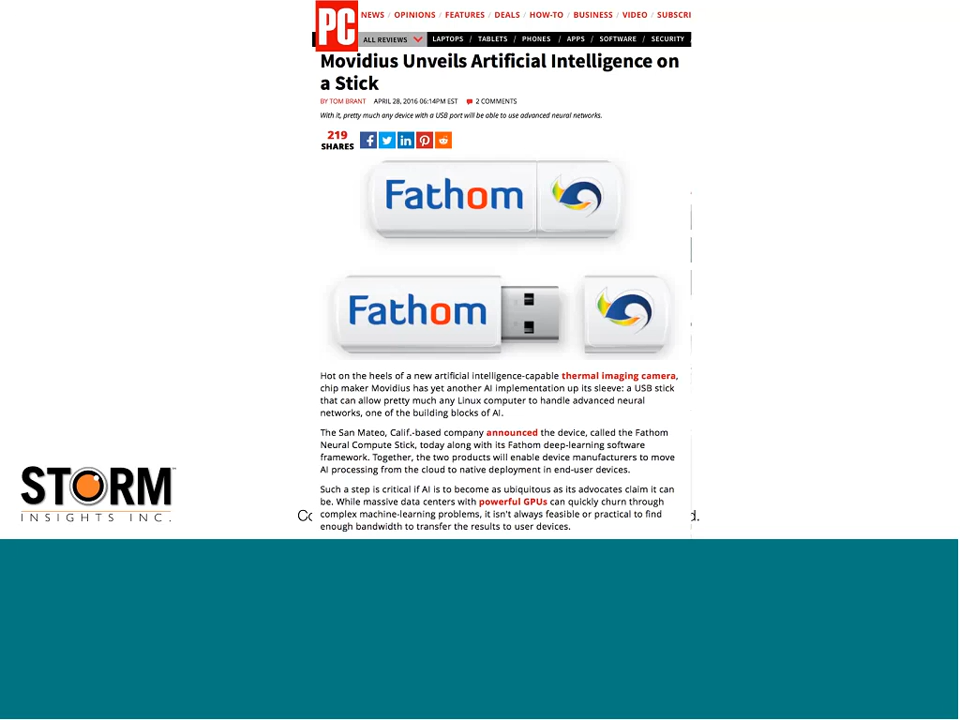 PC
NEWS / OPINIONS / FEATURES / DEALS / HOW-TO / BUSINESS / VIDEO / SUBSCRI
ALL REVIEWS LAPTOPS / TABLETS / PHONES / APPS / SOFTWARE / SECURITY /
Movidius Unveils Artificial Intelligence on
a Stick
BY TOM BRANT APRIL 28, 2016 06:14PM EST 2 COMMENTS
With it, pretty much any device with a USB port will be able to use advanced neural networks.
219
SHARES
Fathom
Fathom
Hot on the heels of a new artificial intelligence-capable thermal imaging camera,
chip maker Movidius has yet another AI implementation up its sleeve: a USB stick
that can allow pretty much any Linux computer to handle advanced neural
networks, one of the building blocks of AI.
The San Mateo, Calif.-based company announced the device, called the Fathom
Neural Compute Stick, today along with its Fathom deep-learning software
framework. Together, the two products will enable device manufacturers to move
AI processing from the cloud to native deployment in end-user devices.
Such a step is critical if AI is to become as ubiquitous as its advocates claim it can
be. While massive data centers with powerful GPUs can quickly churn through
complex machine-learning problems, it isn't always feasible or practical to find
enough bandwidth to transfer the results to user devices.
STORM
INSIGHTS INC.